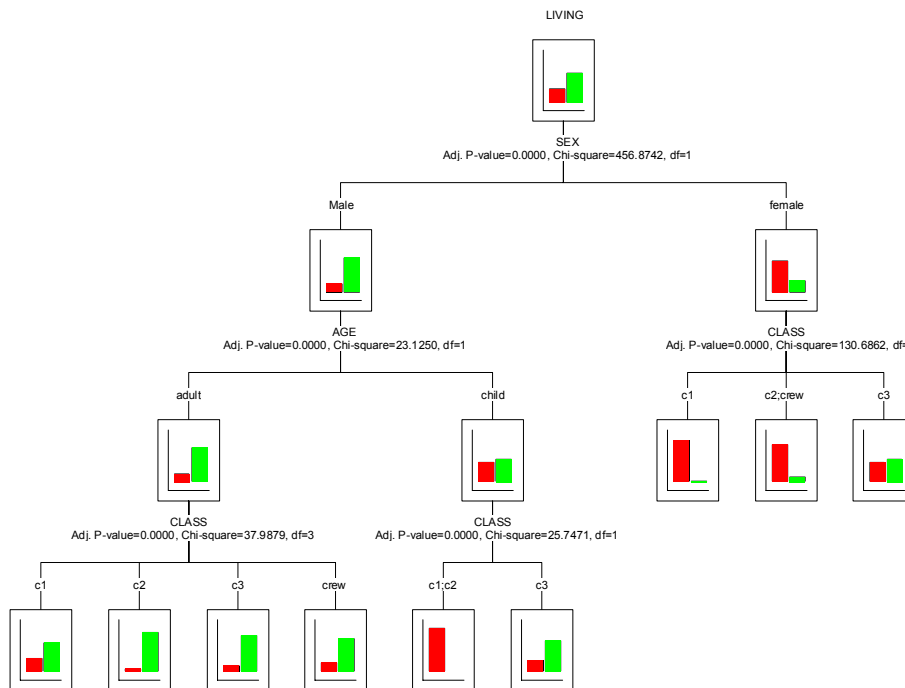 LIVING
SEX
Adj. P-value=0.0000, Chi-square=456.8742, df=1
Male
female
AGE
Adj. P-value=0.0000, Chi-square=23.1250, df=1
CLASS
Adj. P-value=0.0000, Chi-square=130.6862, df=
adult
child
c1
c2;crew
c3
CLASS
Adj. P-value=0.0000, Chi-square=37.9879, df=3
CLASS
Adj. P-value=0.0000, Chi-square=25.7471, df=1
c1
c2
c3
crew
c1;c2
c3